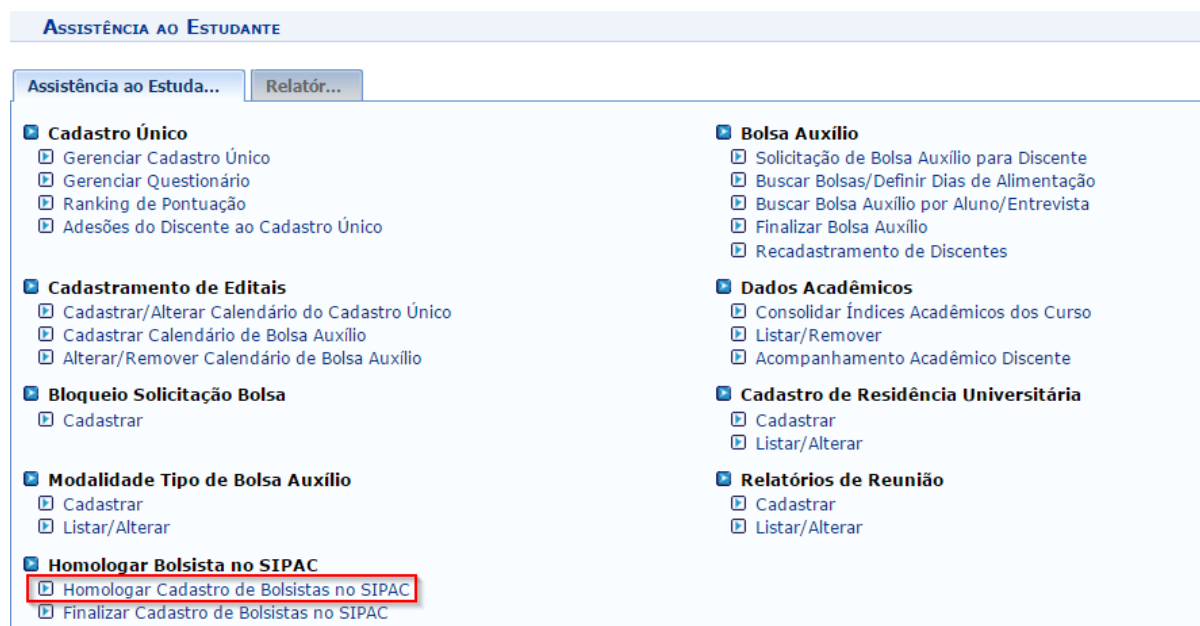 Assistência ao Estudante
Assistência ao Estuda...
Relatór...
Cadastro Único
Gerenciar Cadastro Único
Gerenciar Questionário
Ranking de Pontuação
Adesões do Discente ao Cadastro Único
Bolsa Auxílio
Solicitação de Bolsa Auxílio para Discente
Buscar Bolsas/Definir Dias de Alimentação
Buscar Bolsa Auxílio por Aluno/Entrevista
Finalizar Bolsa Auxílio
Recadastramento de Discentes
Cadastramento de Editais
Cadastrar/Alterar Calendário do Cadastro Único
Cadastrar Calendário de Bolsa Auxílio
Alterar/Remover Calendário de Bolsa Auxílio
Dados Acadêmicos
Consolidar Índices Acadêmicos dos Curso
Listar/Remover
Acompanhamento Acadêmico Discente
Bloqueio Solicitação Bolsa
Cadastrar
Cadastro de Residência Universitária
Cadastrar
Listar/Alterar
Modalidade Tipo de Bolsa Auxílio
Cadastrar
Listar/Alterar
Relatórios de Reunião
Cadastrar
Listar/Alterar
Homologar Bolsista no SIPAC
Homologar Cadastro de Bolsistas no SIPAC
Finalizar Cadastro de Bolsistas no SIPAC